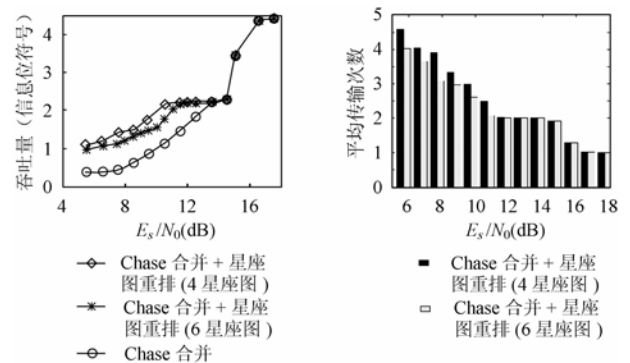 吞吐量（信息位符号）
4
3
2
1
0
4 8 12 16
Es/N0(dB)
Chase 合并 + 星座
图重排 (4 星座图)
Chase 合并 + 星座
图重排 (6 星座图)
Chase 合并
平均传输次数
5
4
3
2
1
0
6 8 10 12 14 16 18
Es/N0(dB)
Chase 合并 + 星座
图重排 (4 星座图)
Chase 合并 + 星座
图重排 (6 星座图)